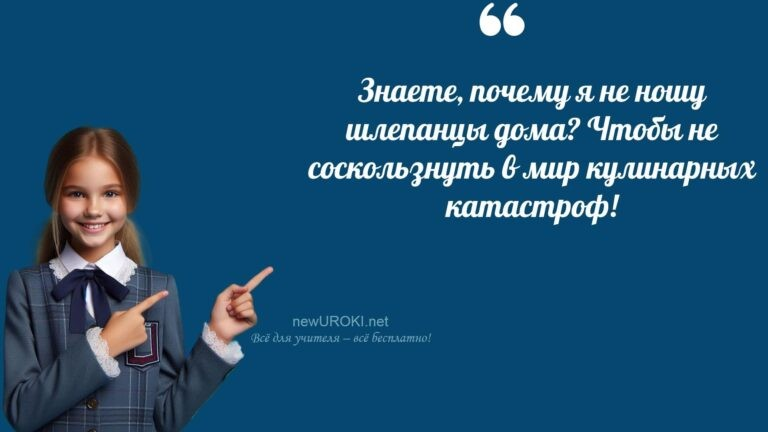 “
Знаете, почему я не ношу
шлепанцы дома? Чтобы не
соскользнуть в мир кулинарных
катастроф!
newUROKI.net
Всё для учителя – всё бесплатно!